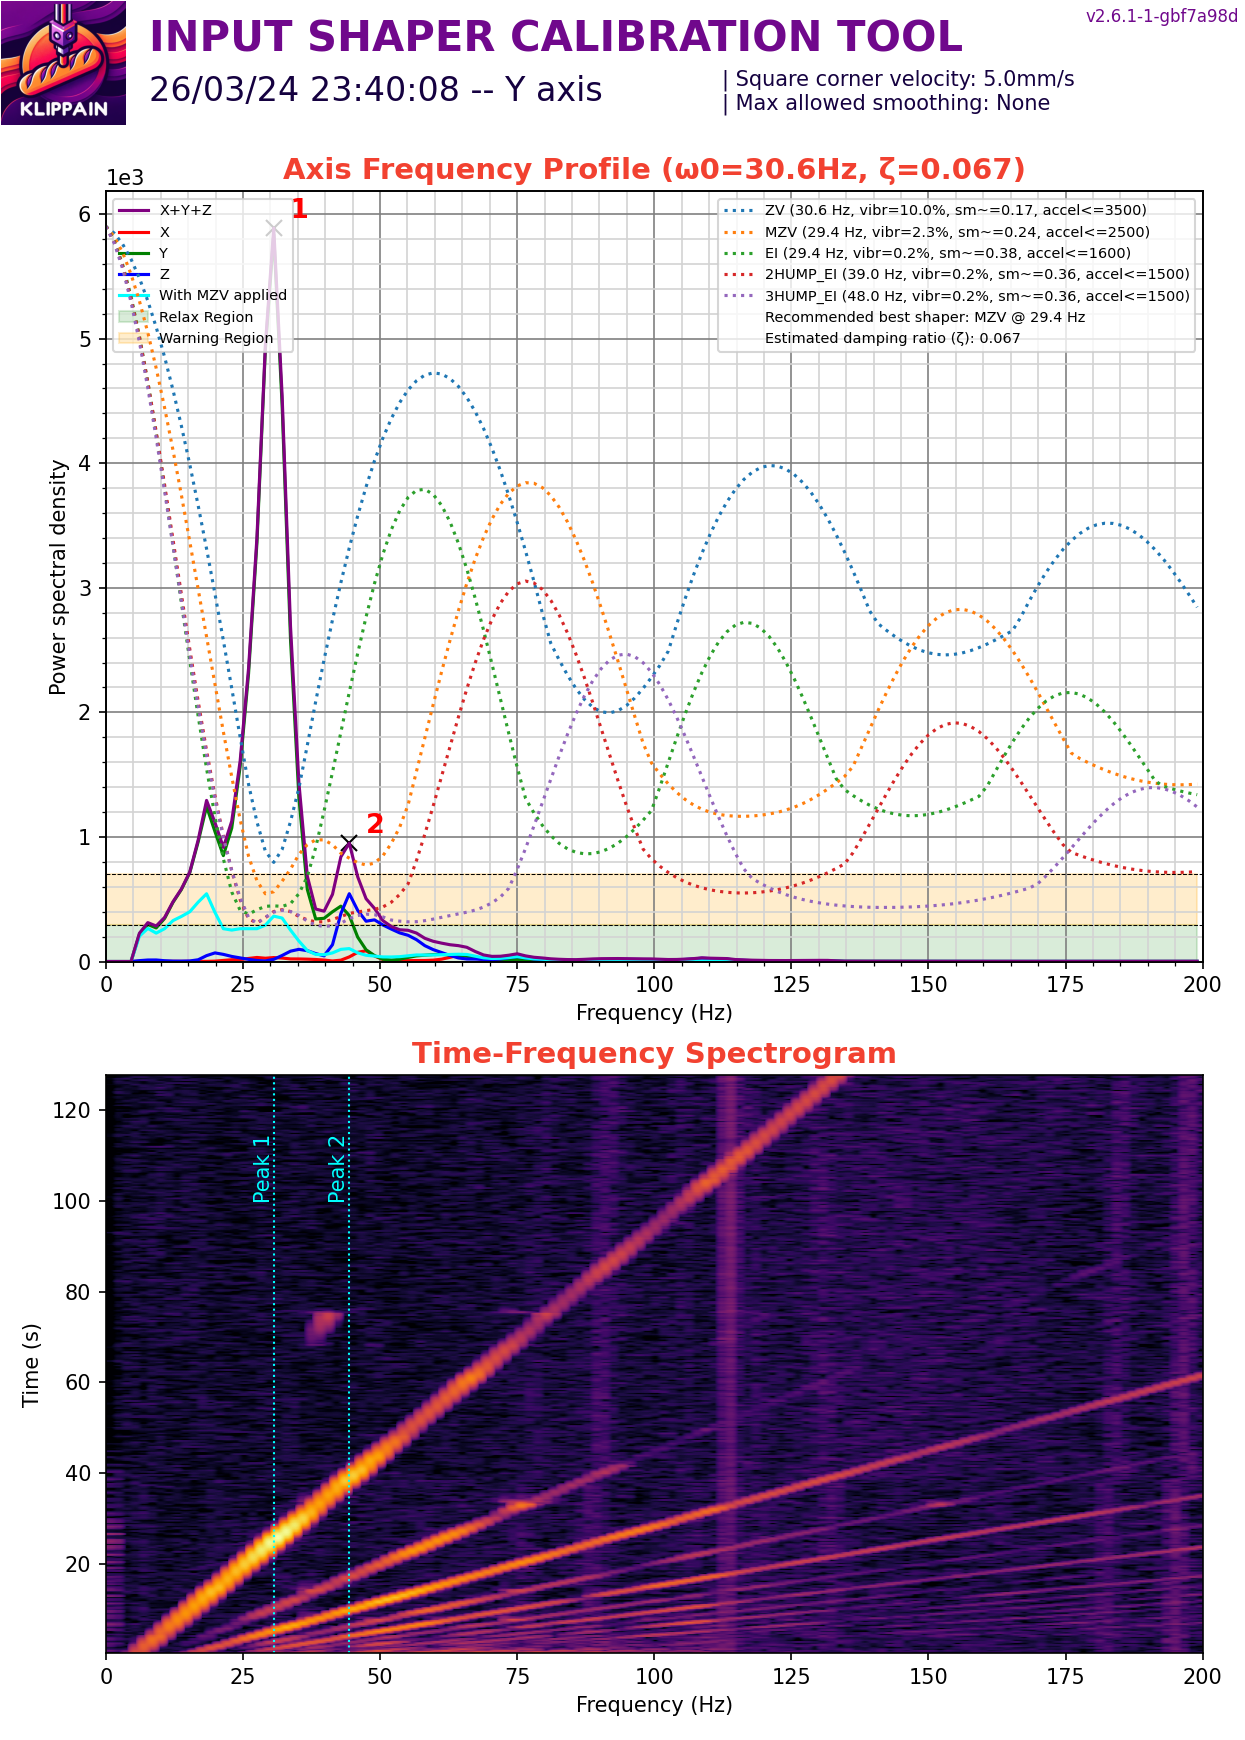 v2.6.1-1-gbf7a98d
INPUT SHAPER CALIBRATION TOOL
26/03/24 23:40:08 -- Y axis
| Square corner velocity: 5.0mm/s
| Max allowed smoothing: None
KLIPPAIN
Axis Frequency Profile (ω0=30.6Hz, ζ=0.067)
1e3
X+Y+Z
X
Y
Z
With MZV applied
Relax Region
Warning Region
1
ZV (30.6 Hz, vibr=10.0%, sm~=0.17, accel<=3500)
MZV (29.4 Hz, vibr=2.3%, sm~=0.24, accel<=2500)
EI (29.4 Hz, vibr=0.2%, sm~=0.38, accel<=1600)
2HUMP_EI (39.0 Hz, vibr=0.2%, sm~=0.36, accel<=1500)
3HUMP_EI (48.0 Hz, vibr=0.2%, sm~=0.36, accel<=1500)
Recommended best shaper: MZV @ 29.4 Hz
Estimated damping ratio (ζ): 0.067
2
6
5
4
3
2
1
0
Power spectral density
0 25 50 75 100 125 150 175 200
Frequency (Hz)
Time-Frequency Spectrogram
Peak 1
Peak 2
120
100
80
60
40
20
Time (s)
0 25 50 75 100 125 150 175 200
Frequency (Hz)